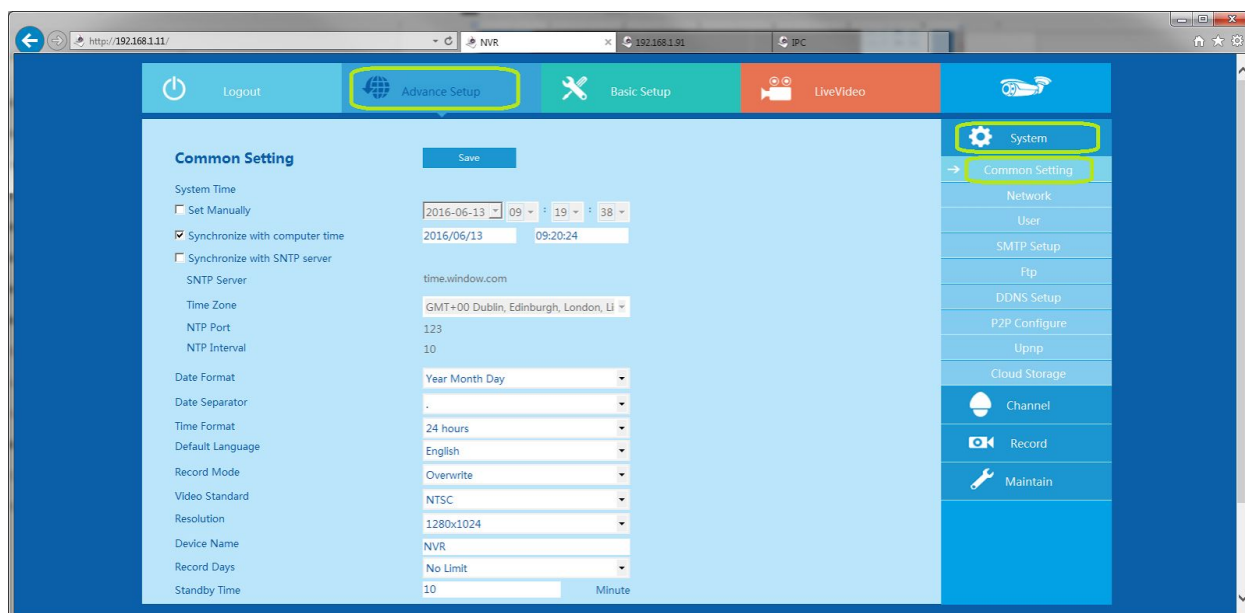 http://192.168.1.11/
NVR
192.168.1.91
IPC
Logout
Advance Setup
Basic Setup
LiveVideo
Common Setting
Save
System Time
Set Manually
2016-06-13 09 : 19 : 38
Synchronize with computer time
2016/06/13 09:20:24
Synchronize with SNTP server
SNTP Server
time.window.com
Time Zone
GMT+00 Dublin, Edinburgh, London, Li
NTP Port
123
NTP Interval
10
Date Format
Year Month Day
Date Separator
.
Time Format
24 hours
Default Language
English
Record Mode
Overwrite
Video Standard
NTSC
Resolution
1280x1024
Device Name
NVR
Record Days
No Limit
Standby Time
10 Minute
System
Common Setting
Network
User
SMTP Setup
Ftp
DDNS Setup
P2P Configure
Upnp
Cloud Storage
Channel
Record
Maintain